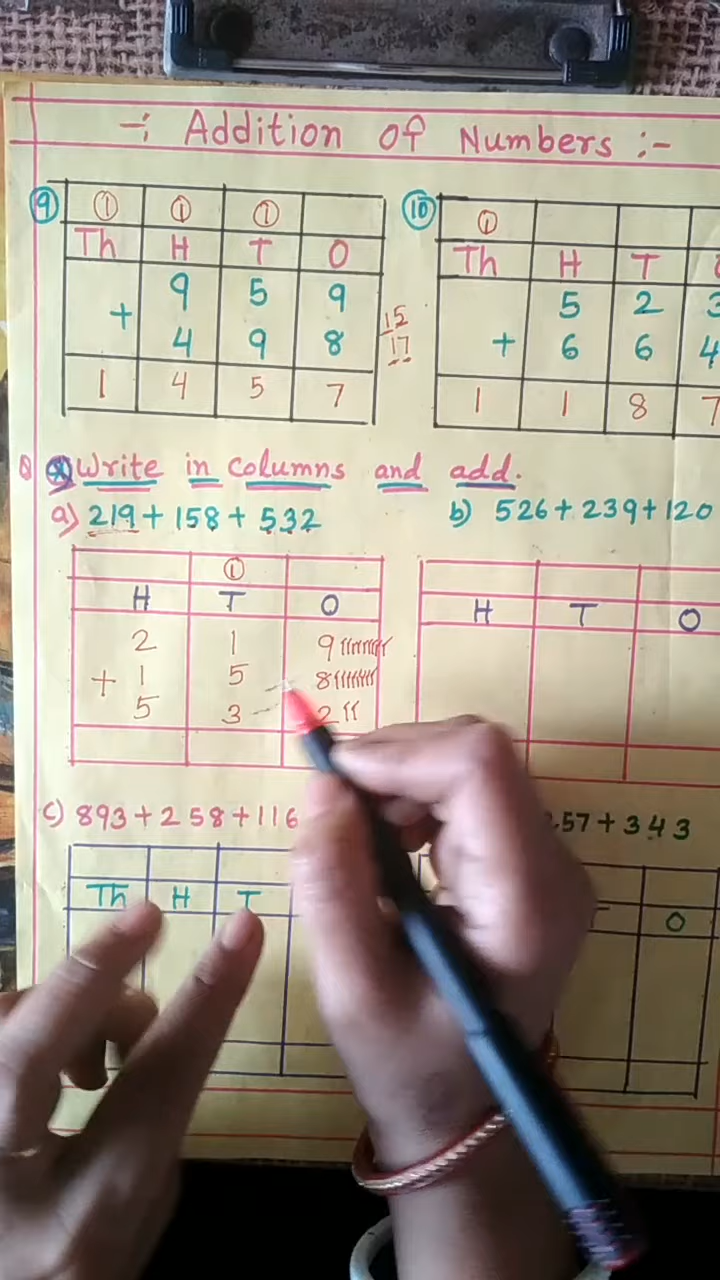 -: Addition of Numbers :-
9 1 1 1
Th H T O
9 5 9
+ 4 9 8
1 4 5 7
15
17
10 1
Th H T
5 2 3
+ 6 6 4
1 1 8 7
Write in columns and add.
a) 219 + 158 + 532
b) 526 + 239 + 120
1
H T O
2 1 9
+ 1 5 8
5 3 2
H T O
c) 893 + 258 + 116
57 + 343
Th H T
O